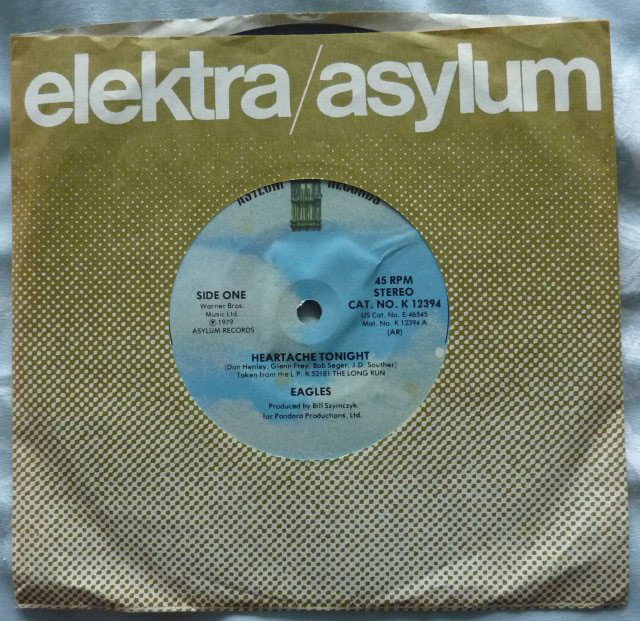 elektra/asylum
ASYLUM RECORDS
SIDE ONE
Warner Bros.
Music Ltd.
℗ 1979
ASYLUM RECORDS
45 RPM
STEREO
CAT. NO. K 12394
US Cat. No. E-46545
Mat. No. K 12394 A
(AR)
HEARTACHE TONIGHT
(Don Henley, Glenn Frey, Bob Seger, J.D. Souther)
Taken from the L.P. K 52181 THE LONG RUN
EAGLES
Produced by Bill Szymczyk
for Pandora Productions, Ltd.